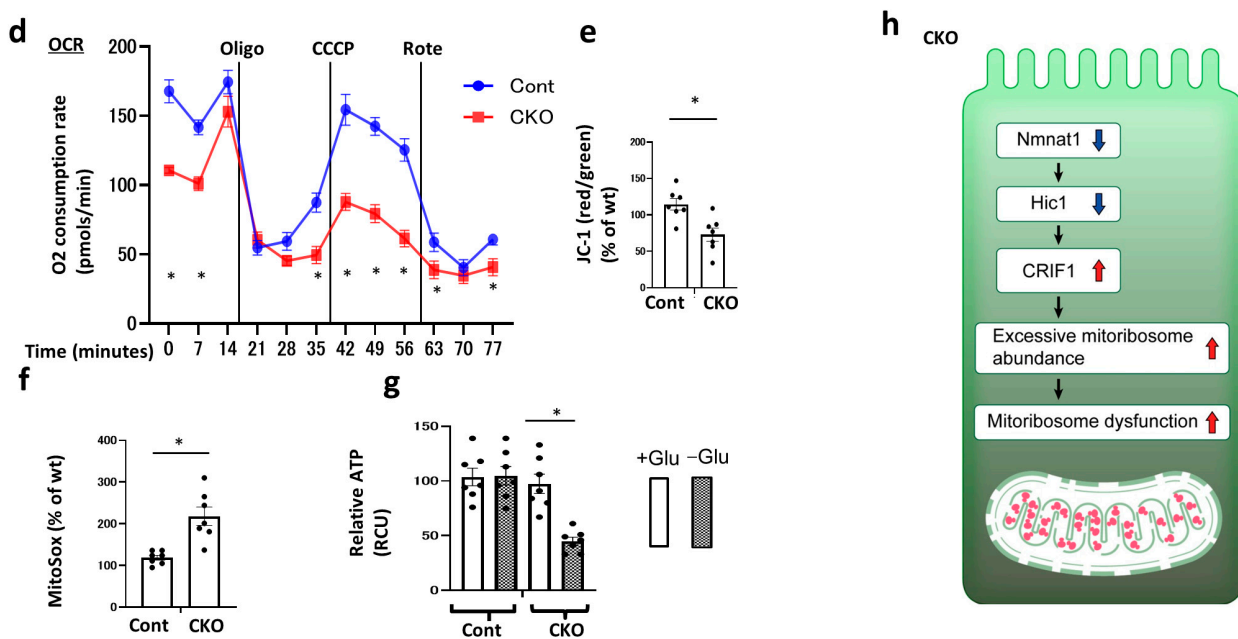 d
OCR
Oligo
CCCP
Rote
O2 consumption rate
(pmols/min)
200
150
100
50
0
Cont
CKO
* * * * * * * *
Time (minutes) 0 7 14 21 28 35 42 49 56 63 70 77
e
*
JC-1 (red/green)
(% of wt)
200
150
100
50
0
Cont CKO
f
*
MitoSox (% of wt)
400
300
200
100
0
Cont CKO
g
*
Relative ATP
(RCU)
150
100
50
0
Cont CKO
+Glu −Glu
h
CKO
Nmnat1
Hic1
CRIF1
Excessive mitoribosome
abundance
Mitoribosome dysfunction